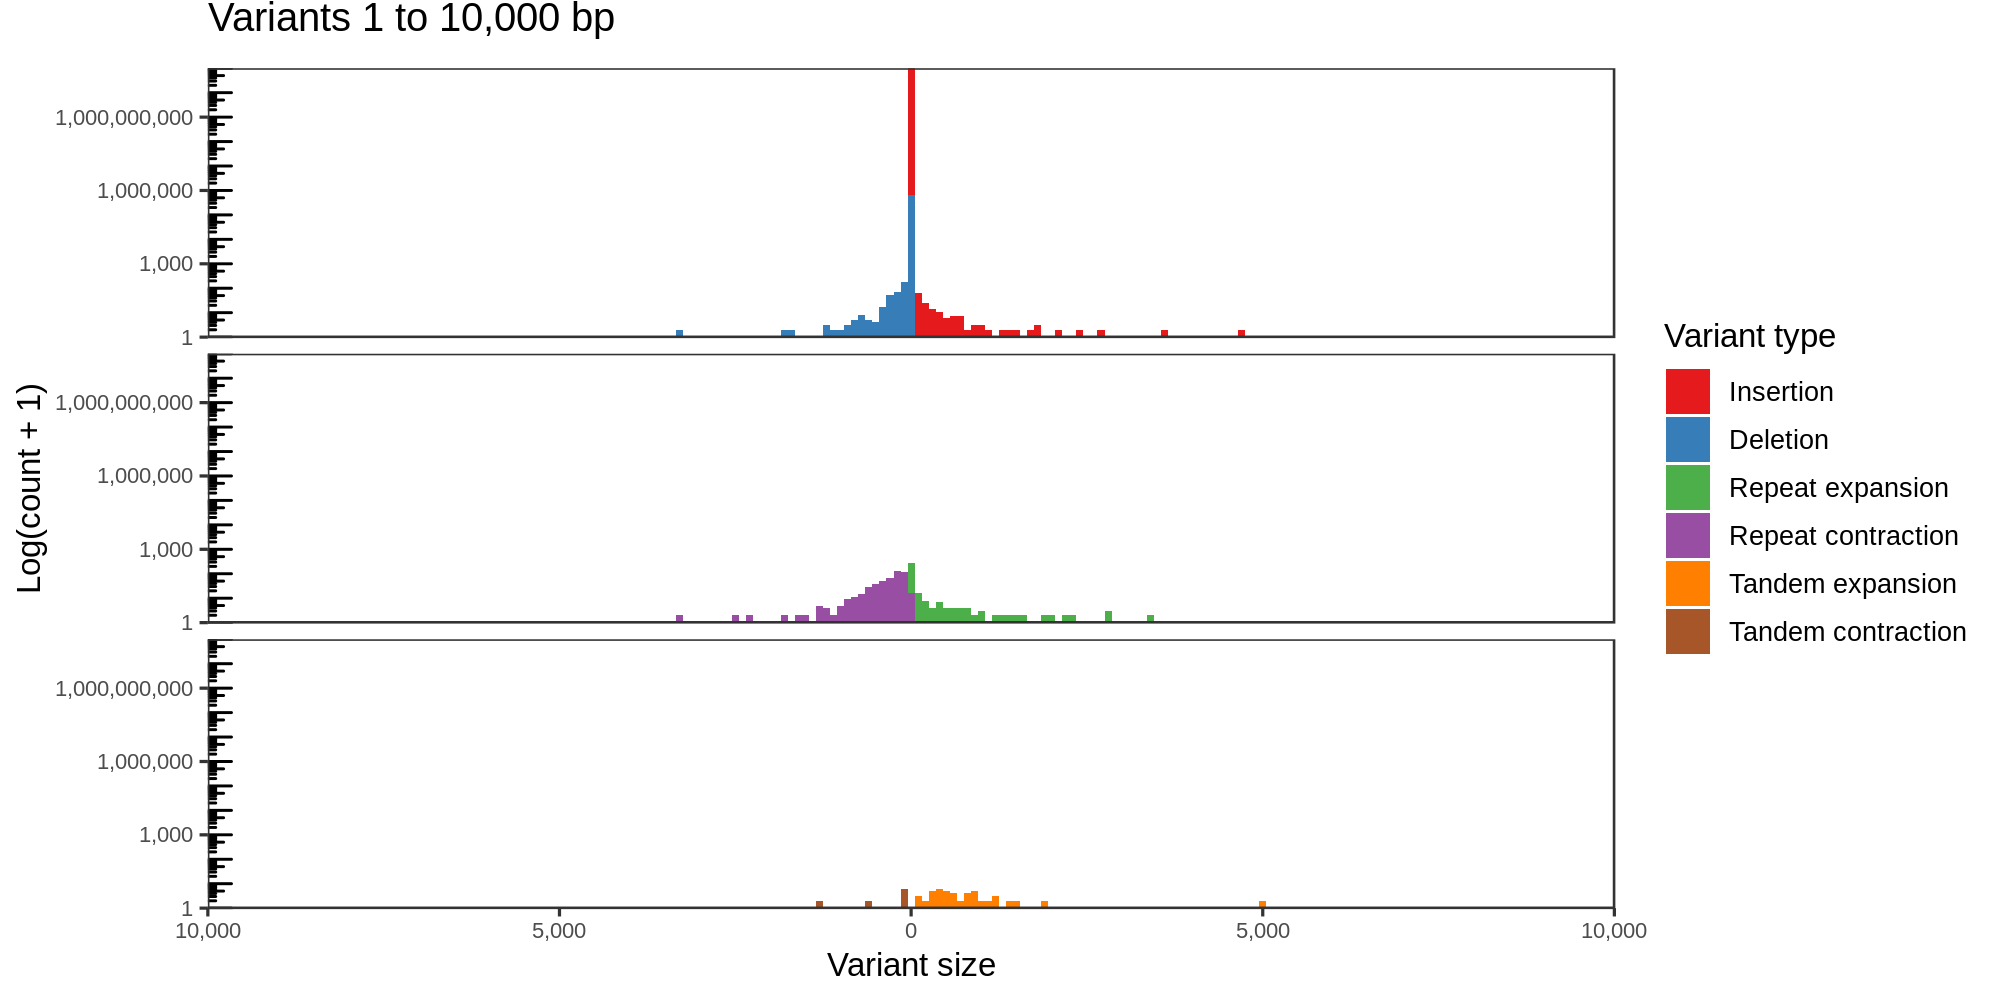 Variants 1 to 10,000 bp
1,000,000,000
1,000,000
1,000
1
1,000,000,000
1,000,000
1,000
1
1,000,000,000
1,000,000
1,000
1
Log(count + 1)
10,000
5,000
0
5,000
10,000
Variant size
Variant type
Insertion
Deletion
Repeat expansion
Repeat contraction
Tandem expansion
Tandem contraction